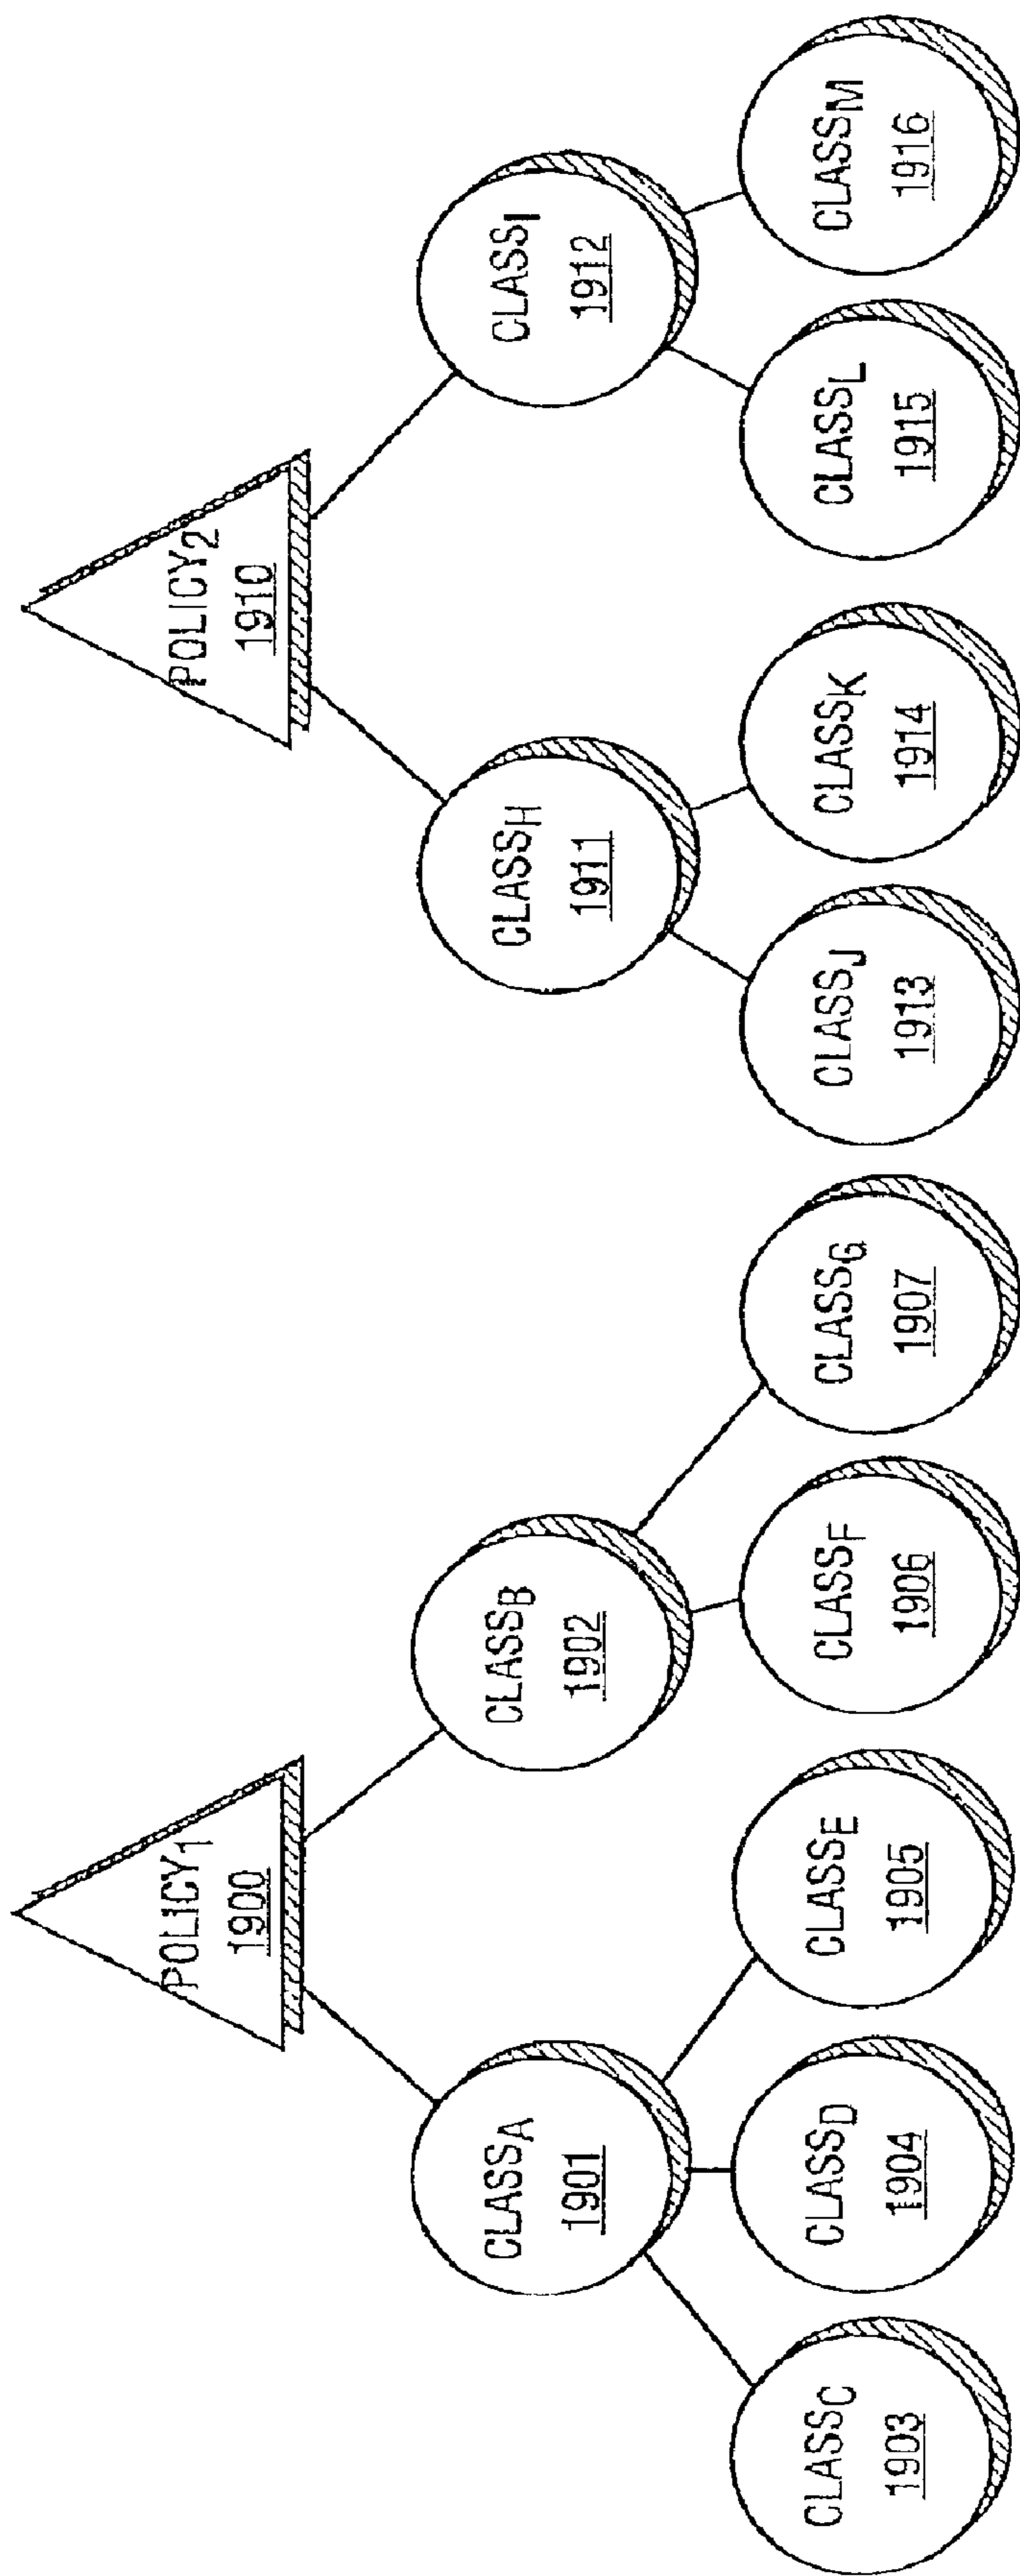 POLICY1
1900
POLICY2
1910
CLASSA
1901
CLASSB
1902
CLASSH
1911
CLASSI
1912
CLASSC
1903
CLASSD
1904
CLASSE
1905
CLASSF
1906
CLASSG
1907
CLASSJ
1913
CLASSK
1914
CLASSL
1915
CLASSM
1916